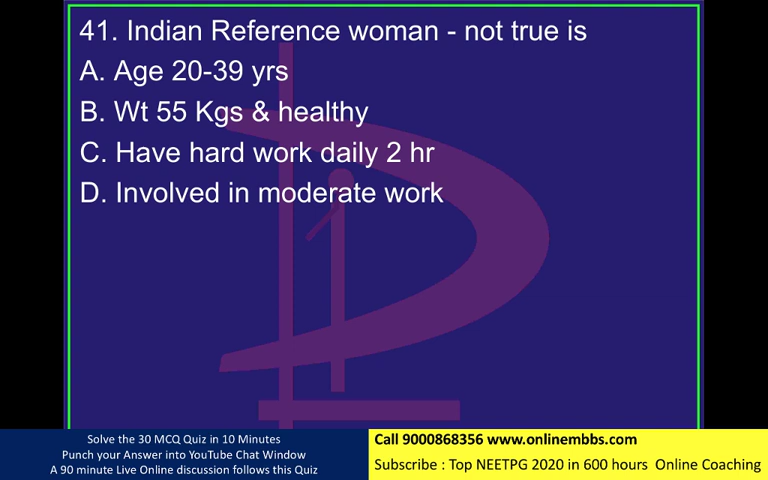 41. Indian Reference woman - not true is
A. Age 20-39 yrs
B. Wt 55 Kgs & healthy
C. Have hard work daily 2 hr
D. Involved in moderate work
Solve the 30 MCQ Quiz in 10 Minutes
Punch your Answer into YouTube Chat Window
A 90 minute Live Online discussion follows this Quiz
Call 9000868356 www.onlinembbs.com
Subscribe : Top NEETPG 2020 in 600 hours Online Coaching